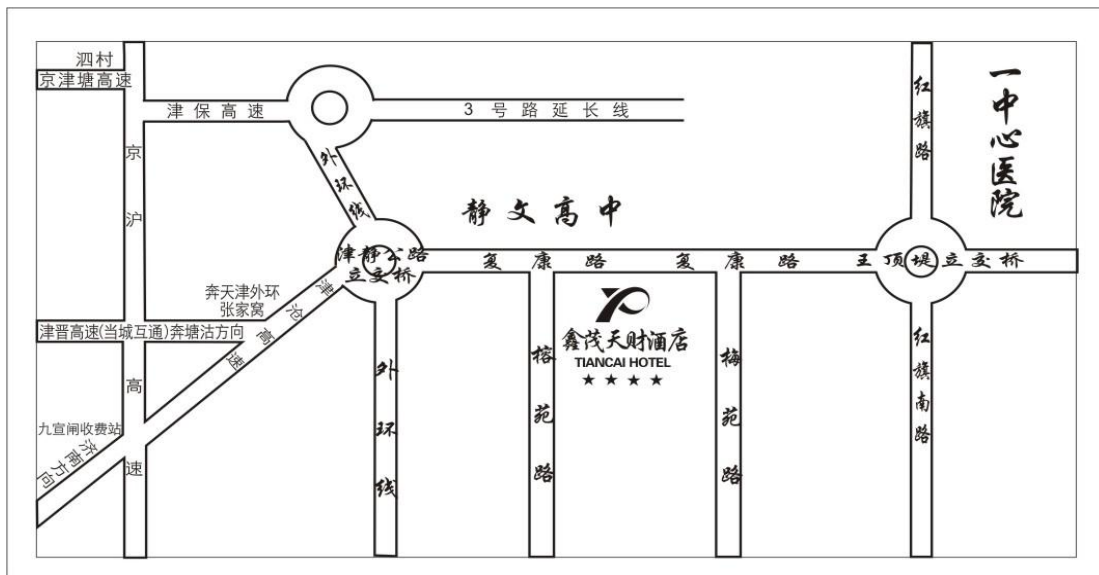 泗村
京津塘高速
津保高速
3号路延长线
京沪高速
外环线
红旗路
一中心医院
静文高中
津静公路
立交桥
复康路
复康路
王顶堤立交桥
奔天津外环
张家窝
津沧高速
津晋高速(当城互通)奔塘沽方向
鑫茂天财酒店
TIANCAI HOTEL
★★★★
外环线
榕苑路
梅苑路
红旗南路
九宣闸收费站
济南方向